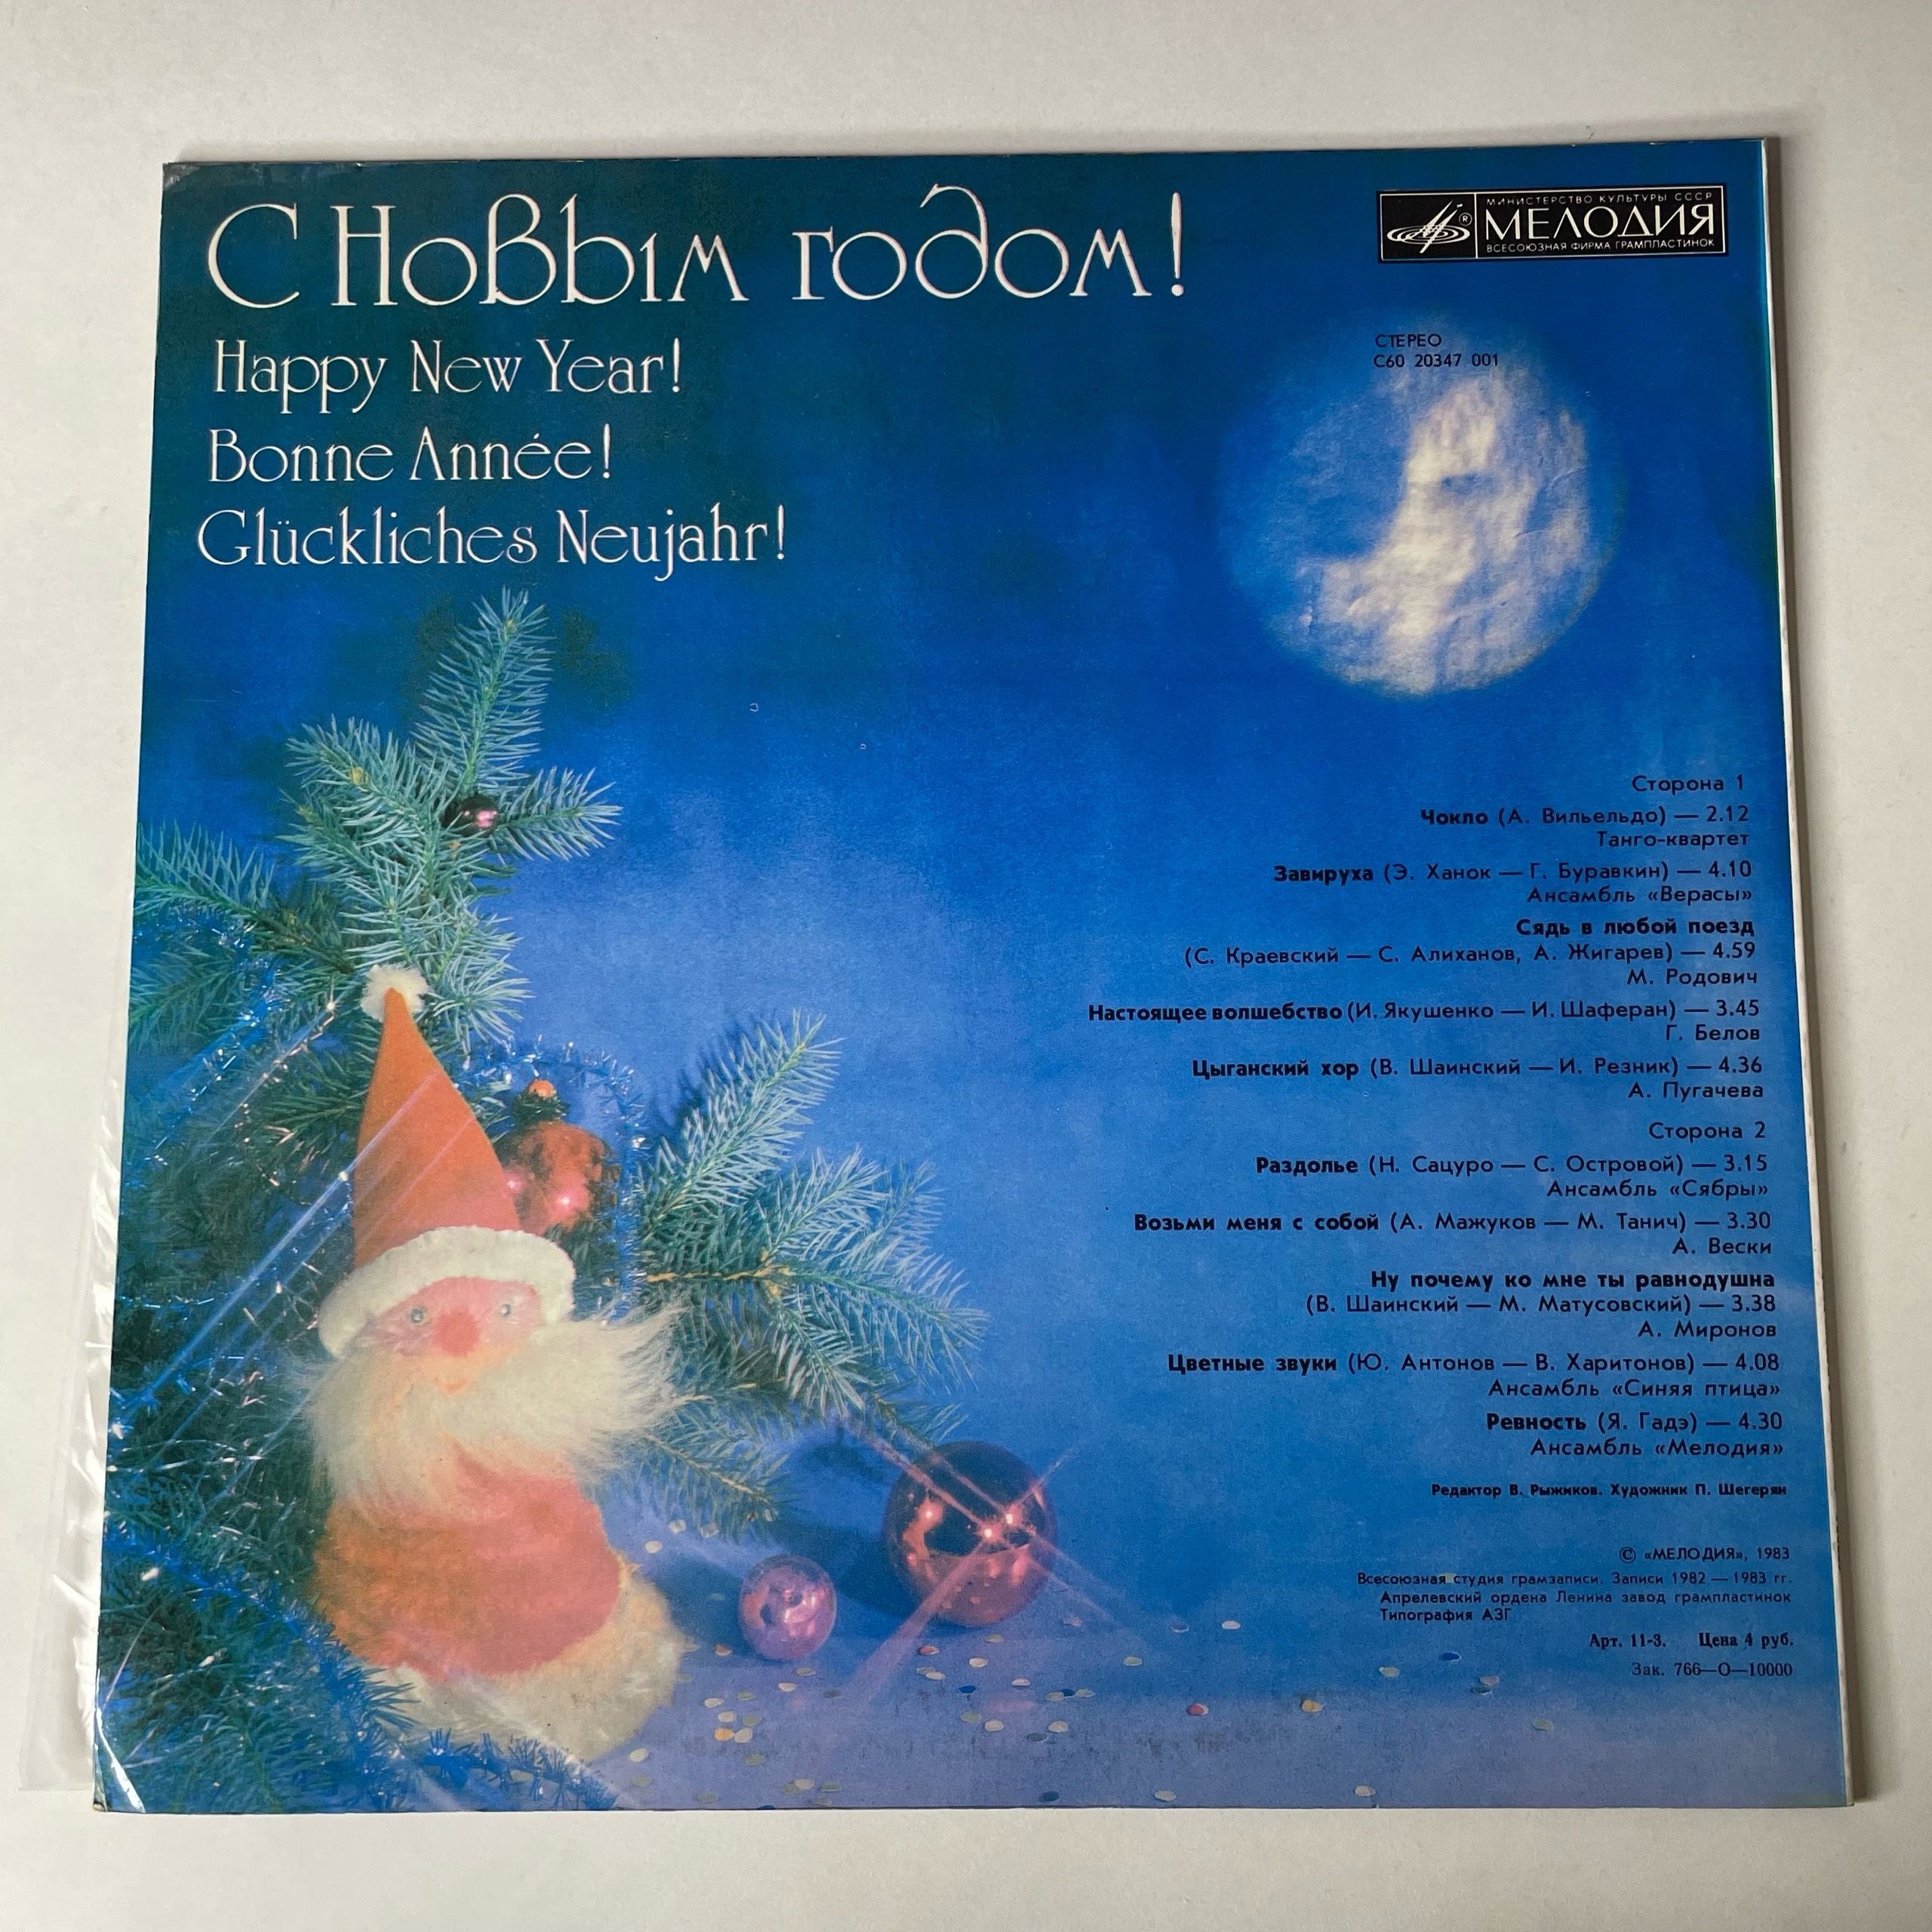 С Новым годом!
Happy New Year!
Bonne Année!
Glückliches Neujahr!
МИНИСТЕРСТВО КУЛЬТУРЫ СССР
МЕЛОДИЯ
ВСЕСОЮЗНАЯ ФИРМА ГРАМПЛАСТИНОК
СТЕРЕО
С60 20347 001
Сторона 1
Чокло (А. Вильельдо) — 2.12
Танго-квартет
Завируха (Э. Ханок — Г. Буравкин) — 4.10
Ансамбль «Верасы»
Сядь в любой поезд
(С. Краевский — С. Алиханов, А. Жигарев) — 4.59
М. Родович
Настоящее волшебство (И. Якушенко — И. Шаферан) — 3.45
Г. Белов
Цыганский хор (В. Шаинский — И. Резник) — 4.36
А. Пугачева
Сторона 2
Раздолье (Н. Сацуро — С. Островой) — 3.15
Ансамбль «Сябры»
Возьми меня с собой (А. Мажуков — М. Танич) — 3.30
А. Вески
Ну почему ко мне ты равнодушна
(В. Шаинский — М. Матусовский) — 3.38
А. Миронов
Цветные звуки (Ю. Антонов — В. Харитонов) — 4.08
Ансамбль «Синяя птица»
Ревность (Я. Гадэ) — 4.30
Ансамбль «Мелодия»
Редактор В. Рыжиков. Художник П. Шегерян
© «МЕЛОДИЯ», 1983
Всесоюзная студия грамзаписи. Записи 1982 — 1983 гг.
Апрелевский ордена Ленина завод грампластинок
Типография АЗГ
Арт. 11-3. Цена 4 руб.
Зак. 766—О—10000